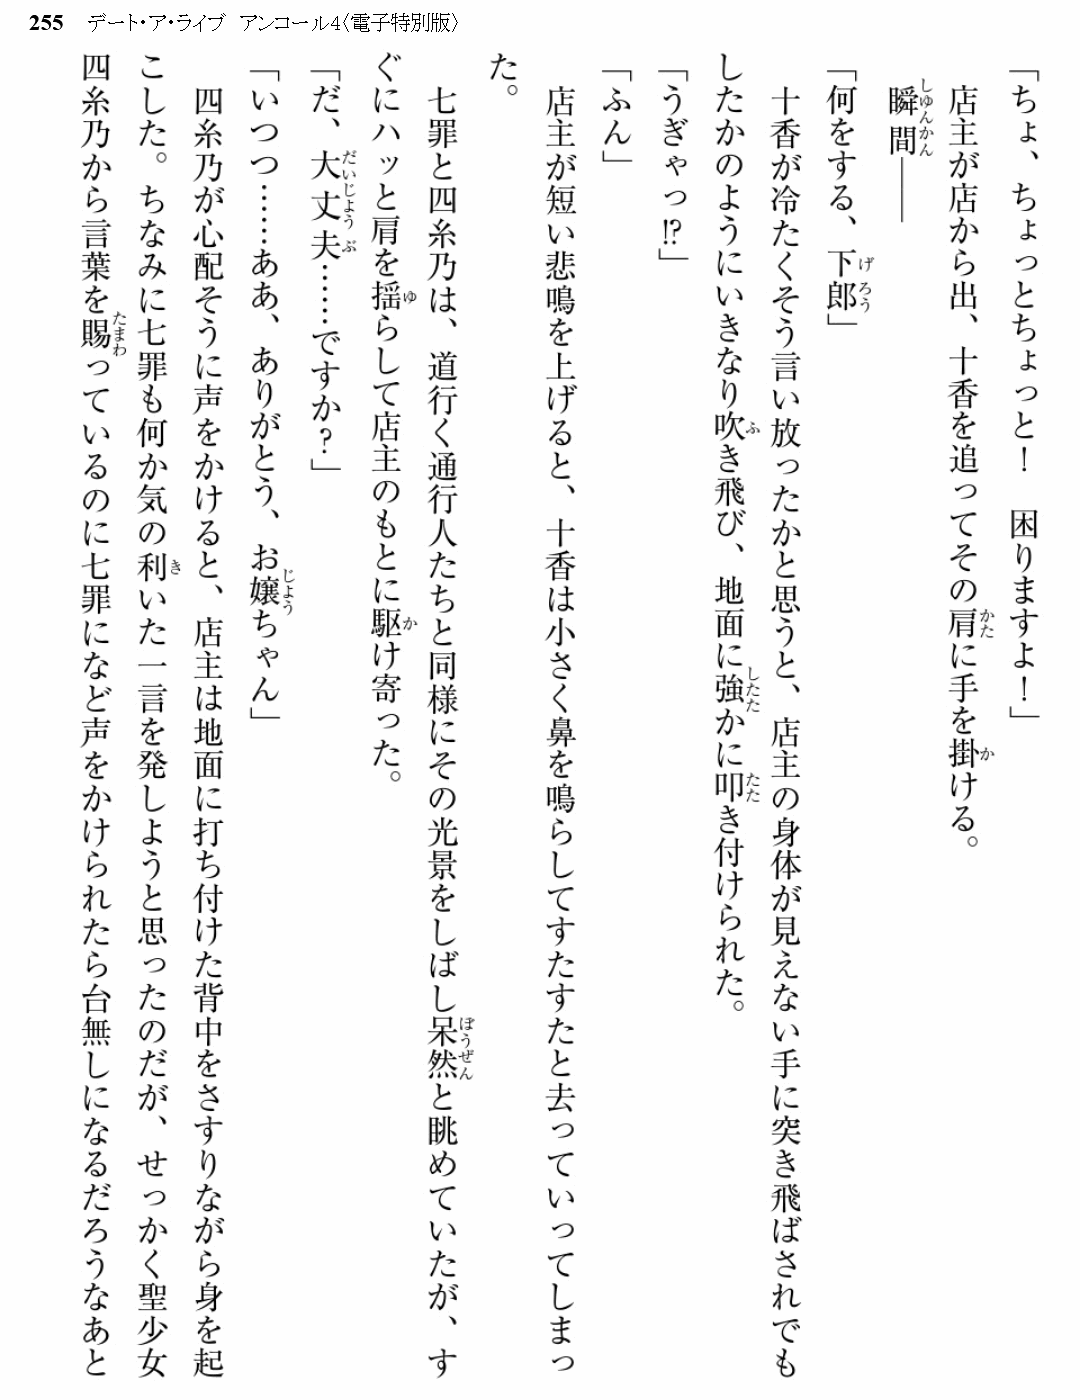 255 デート・ア・ライブ アンコール4〈電子特別版〉
「ちょ、ちょっとちょっと！ 困りますよ！」
店主が店から出、十香を追ってその肩に手を掛ける。
瞬間――
「何をする、下郎」
十香が冷たくそう言い放ったかと思うと、店主の身体が見えない手に突き飛ばされでも
したかのようにいきなり吹き飛び、地面に強かに叩き付けられた。
「うぎゃっ⁉」
「ふん」
店主が短い悲鳴を上げると、十香は小さく鼻を鳴らしてすたすたと去っていってしまっ
た。
七罪と四糸乃は、道行く通行人たちと同様にその光景をしばし呆然と眺めていたが、す
ぐにハッと肩を揺らして店主のもとに駆け寄った。
「だ、大丈夫……ですか？」
「いつつ……ああ、ありがとう、お嬢ちゃん」
四糸乃が心配そうに声をかけると、店主は地面に打ち付けた背中をさすりながら身を起
こした。ちなみに七罪も何か気の利いた一言を発しようと思ったのだが、せっかく聖少女
四糸乃から言葉を賜っているのに七罪になど声をかけられたら台無しになるだろうなあと